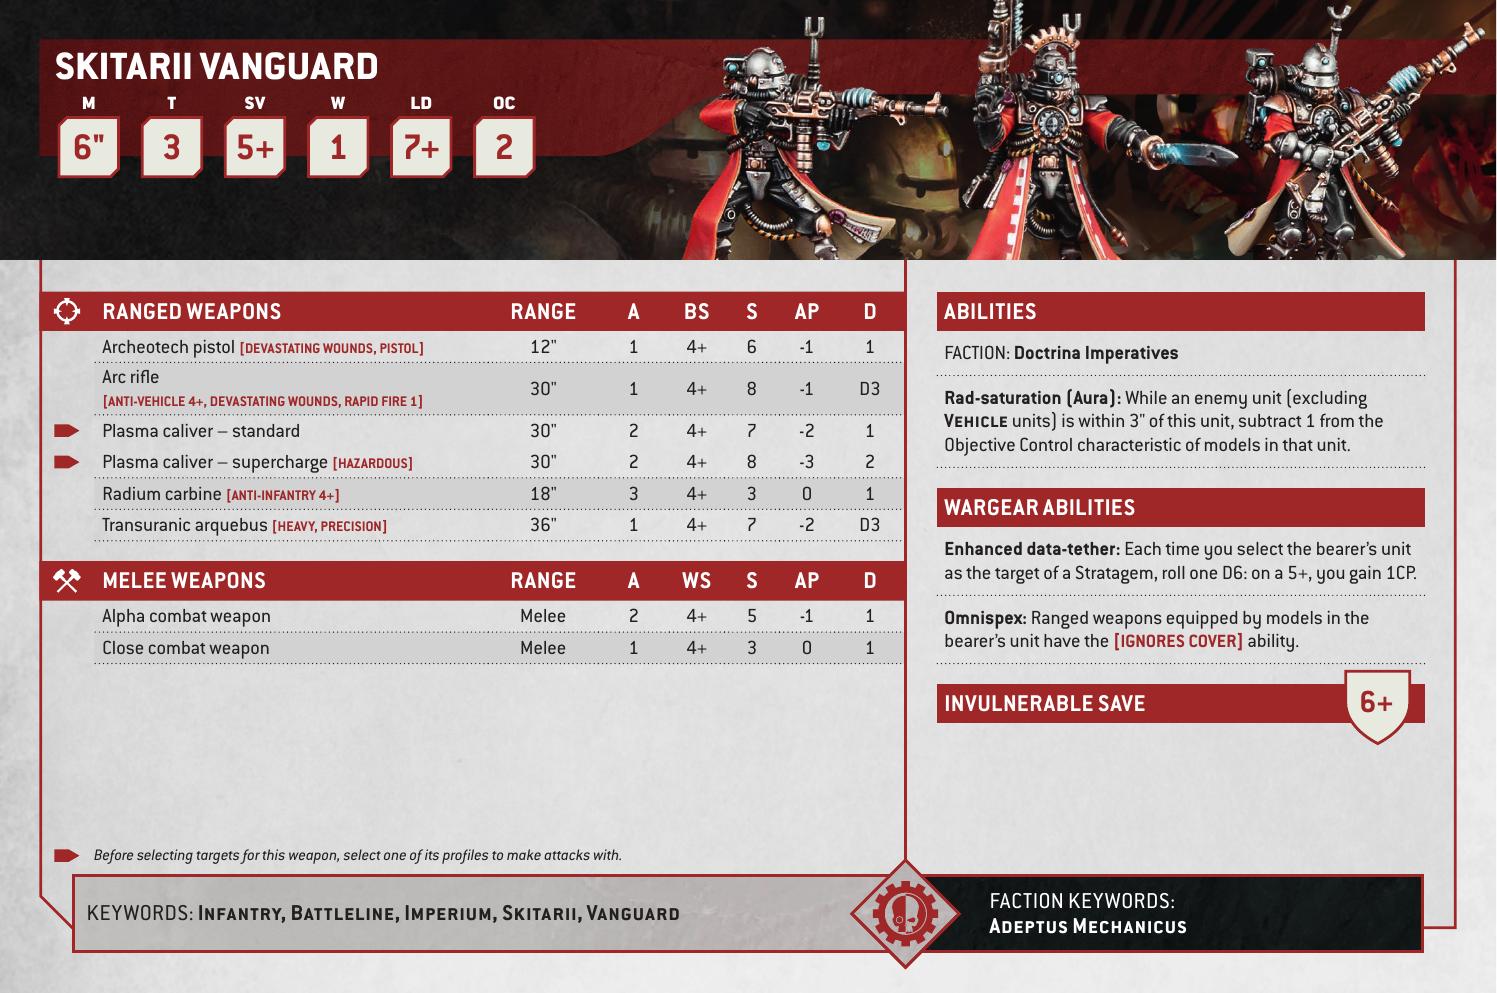 SKITARII VANGUARD
M T SV W LD OC
6" 3 5+ 1 7+ 2
RANGED WEAPONS RANGE A BS S AP D
Archeotech pistol [DEVASTATING WOUNDS, PISTOL] 12" 1 4+ 6 -1 1
Arc rifle
[ANTI-VEHICLE 4+, DEVASTATING WOUNDS, RAPID FIRE 1] 30" 1 4+ 8 -1 D3
Plasma caliver – standard 30" 2 4+ 7 -2 1
Plasma caliver – supercharge [HAZARDOUS] 30" 2 4+ 8 -3 2
Radium carbine [ANTI-INFANTRY 4+] 18" 3 4+ 3 0 1
Transuranic arquebus [HEAVY, PRECISION] 36" 1 4+ 7 -2 D3
MELEE WEAPONS RANGE A WS S AP D
Alpha combat weapon Melee 2 4+ 5 -1 1
Close combat weapon Melee 1 4+ 3 0 1
Before selecting targets for this weapon, select one of its profiles to make attacks with.
KEYWORDS: INFANTRY, BATTLELINE, IMPERIUM, SKITARII, VANGUARD
ABILITIES
FACTION: Doctrina Imperatives
Rad-saturation (Aura): While an enemy unit (excluding
VEHICLE units) is within 3" of this unit, subtract 1 from the
Objective Control characteristic of models in that unit.
WARGEAR ABILITIES
Enhanced data-tether: Each time you select the bearer's unit
as the target of a Stratagem, roll one D6: on a 5+, you gain 1CP.
Omnispex: Ranged weapons equipped by models in the
bearer's unit have the [IGNORES COVER] ability.
INVULNERABLE SAVE 6+
FACTION KEYWORDS:
ADEPTUS MECHANICUS